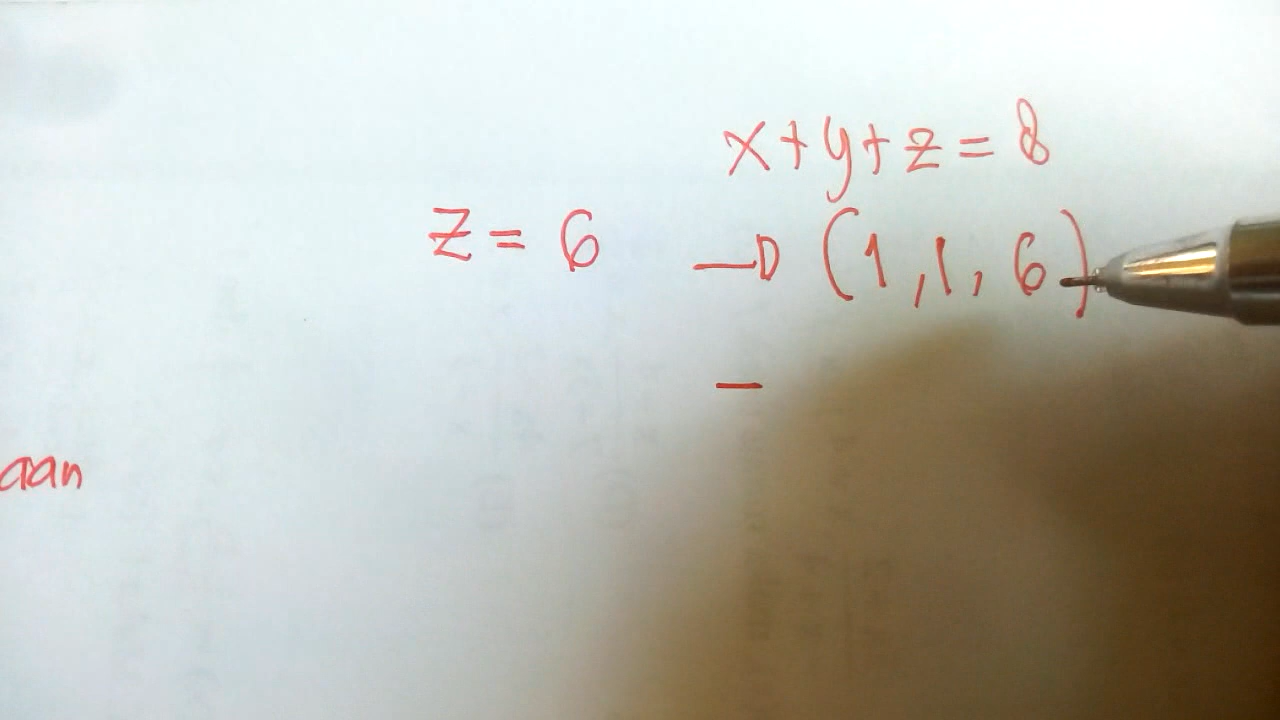 x+y+z=8
z = 6 → (1,1,6)
-
aan